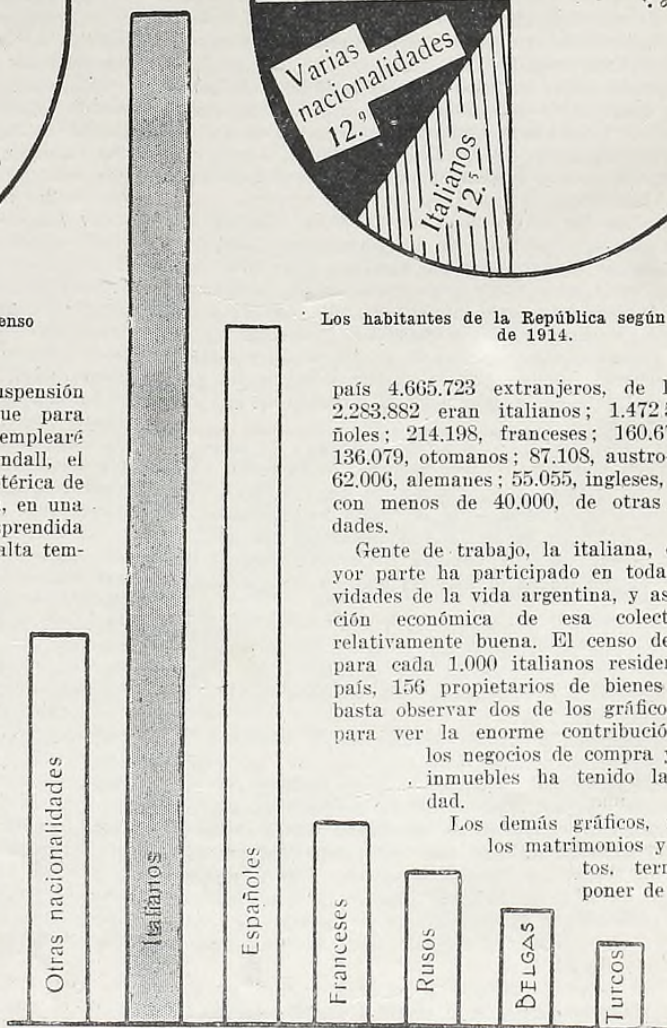 Varias
nacionalidades
12.⁹
Italianos
12.⁵
enso
Los habitantes de la República según
de 1914.
spensión
ue para
emplearé
ndall, el
térica de
, en una
sprendida
alta tem-
país 4.665.723 extranjeros, de
2.283.882 eran italianos; 1.472
ñoles; 214.198, franceses; 160.67
136.079, otomanos; 87.108, austro-
62.006, alemanes; 55.055, ingleses,
con menos de 40.000, de otras
dades.
Gente de trabajo, la italiana,
yor parte ha participado en toda
vidades de la vida argentina, y as
ción económica de esa colect
relativamente buena. El censo de
para cada 1.000 italianos reside
país, 156 propietarios de bienes
basta observar dos de los gráfico
para ver la enorme contribució
los negocios de compra
inmuebles ha tenido la
dad.
Los demás gráficos,
los matrimonios y
tos, ter
poner de
Otras nacionalidades
Italianos
Españoles
Franceses
Rusos
BELGAS
Turcos